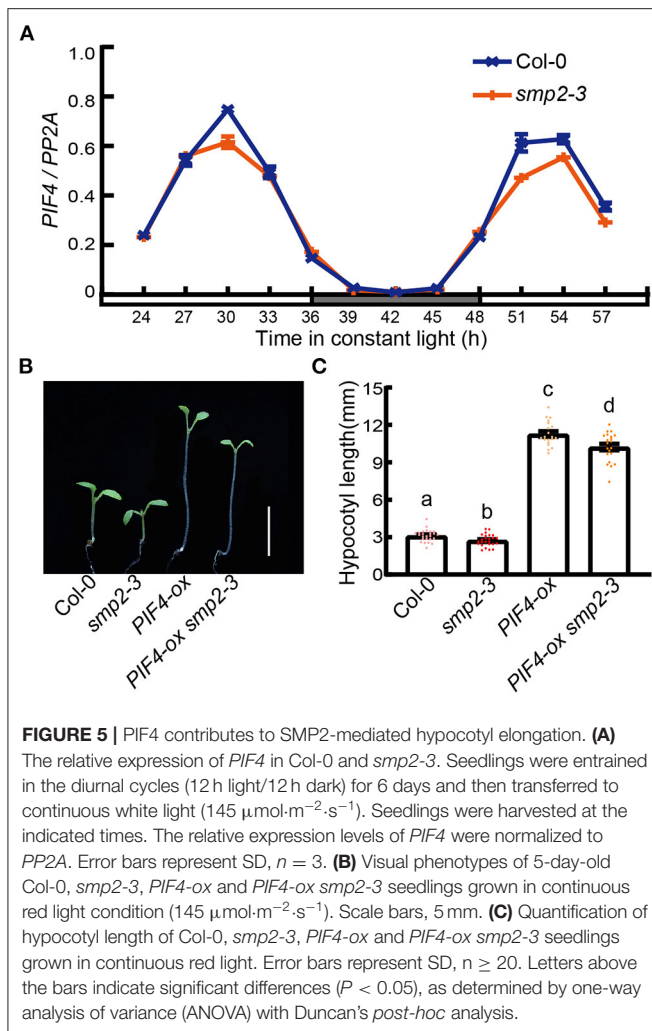 A
1.0
0.8
0.6
0.4
0.2
0
PIF4 / PP2A
Col-0
smp2-3
24 27 30 33 36 39 42 45 48 51 54 57
Time in constant light (h)
B
Col-0
smp2-3
PIF4-ox
PIF4-ox smp2-3
C
Hypocotyl length(mm)
15
12
9
6
3
0
a
b
c
d
Col-0
smp2-3
PIF4-ox
PIF4-ox smp2-3
FIGURE 5 | PIF4 contributes to SMP2-mediated hypocotyl elongation. (A)
The relative expression of PIF4 in Col-0 and smp2-3. Seedlings were entrained
in the diurnal cycles (12 h light/12 h dark) for 6 days and then transferred to
continuous white light (145 μmol·m⁻²·s⁻¹). Seedlings were harvested at the
indicated times. The relative expression levels of PIF4 were normalized to
PP2A. Error bars represent SD, n = 3. (B) Visual phenotypes of 5-day-old
Col-0, smp2-3, PIF4-ox and PIF4-ox smp2-3 seedlings grown in continuous
red light condition (145 μmol·m⁻²·s⁻¹). Scale bars, 5 mm. (C) Quantification of
hypocotyl length of Col-0, smp2-3, PIF4-ox and PIF4-ox smp2-3 seedlings
grown in continuous red light. Error bars represent SD, n ≥ 20. Letters above
the bars indicate significant differences (P < 0.05), as determined by one-way
analysis of variance (ANOVA) with Duncan's post-hoc analysis.